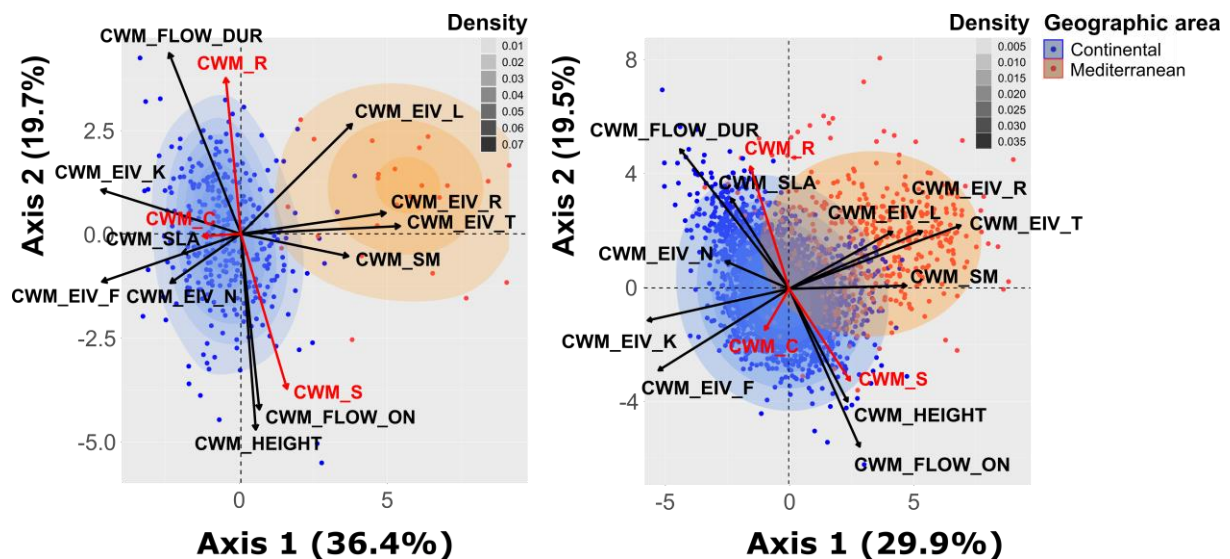 Density
0.01
0.02
0.03
0.04
0.05
0.06
0.07
CWM_FLOW_DUR
CWM_R
CWM_EIV_L
CWM_EIV_K
CWM_C
CWM_EIV_R
CWM_SLA
CWM_EIV_T
CWM_SM
CWM_EIV_F
CWM_EIV_N
CWM_S
CWM_FLOW_ON
CWM_HEIGHT
2.5
0.0
-2.5
-5.0
0
5
Axis 2 (19.7%)
Axis 1 (36.4%)
Density
0.005
0.010
0.015
0.020
0.025
0.030
0.035
CWM_FLOW_DUR
CWM_R
CWM_SLA
CWM_EIV_R
CWM_EIV_L
CWM_EIV_T
CWM_EIV_N
CWM_SM
CWM_EIV_K
CWM_C
CWM_EIV_F
CWM_S
CWM_HEIGHT
CWM_FLOW_ON
8
4
0
-4
-5
0
5
Axis 2 (19.5%)
Axis 1 (29.9%)
Geographic area
Continental
Mediterranean